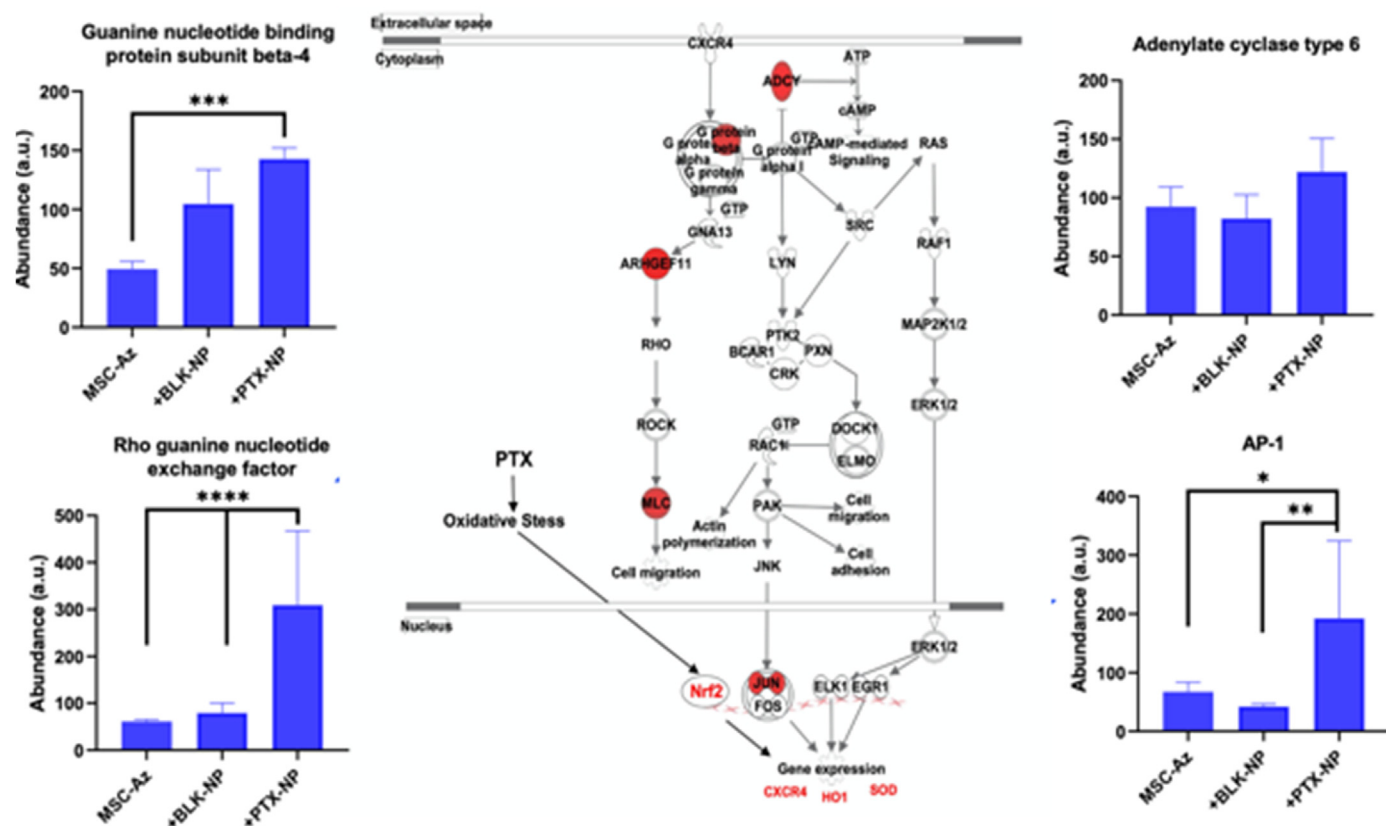 Guanine nucleotide binding
protein subunit beta-4
Abundance (a.u.)
200
150
100
50
0
***
MSC-Az
+BLK-NP
+PTX-NP
Rho guanine nucleotide
exchange factor
Abundance (a.u.)
500
400
300
200
100
0
****
MSC-Az
+BLK-NP
+PTX-NP
Extracellular space
Cytoplasm
CXCR4
ADCY
ATP
cAMP
cAMP-mediated
Signaling
G protein
alpha
G protein
beta
G protein
gamma
GTP
G protein
alpha I
GTP
RAS
GNA13
SRC
RAF1
ARHGEF11
LYN
RHO
PTK2
BCAR1
PXN
CRK
MAP2K1/2
ERK1/2
ROCK
GTP
RAC1
DOCK1
ELMO
PTX
Oxidative Stess
MLC
PAK
Cell
migration
Actin
polymerization
Cell
adhesion
Cell migration
JNK
Nucleus
ERK1/2
Nrf2
JUN
FOS
ELK1
EGR1
Gene expression
CXCR4
HO1
SOD
Adenylate cyclase type 6
Abundance (a.u.)
200
150
100
50
0
MSC-Az
+BLK-NP
+PTX-NP
AP-1
Abundance (a.u.)
400
300
200
100
0
*
**
MSC-Az
+BLK-NP
+PTX-NP